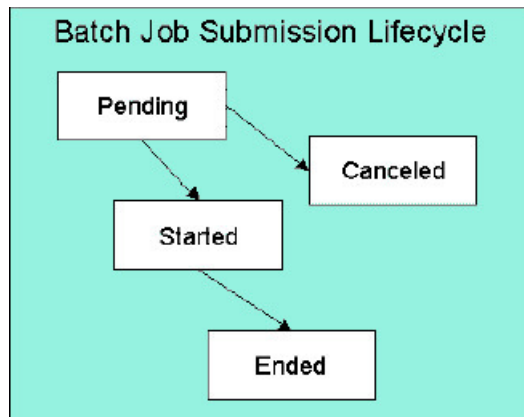 Batch Job Submission Lifecycle
Pending
Canceled
Started
Ended